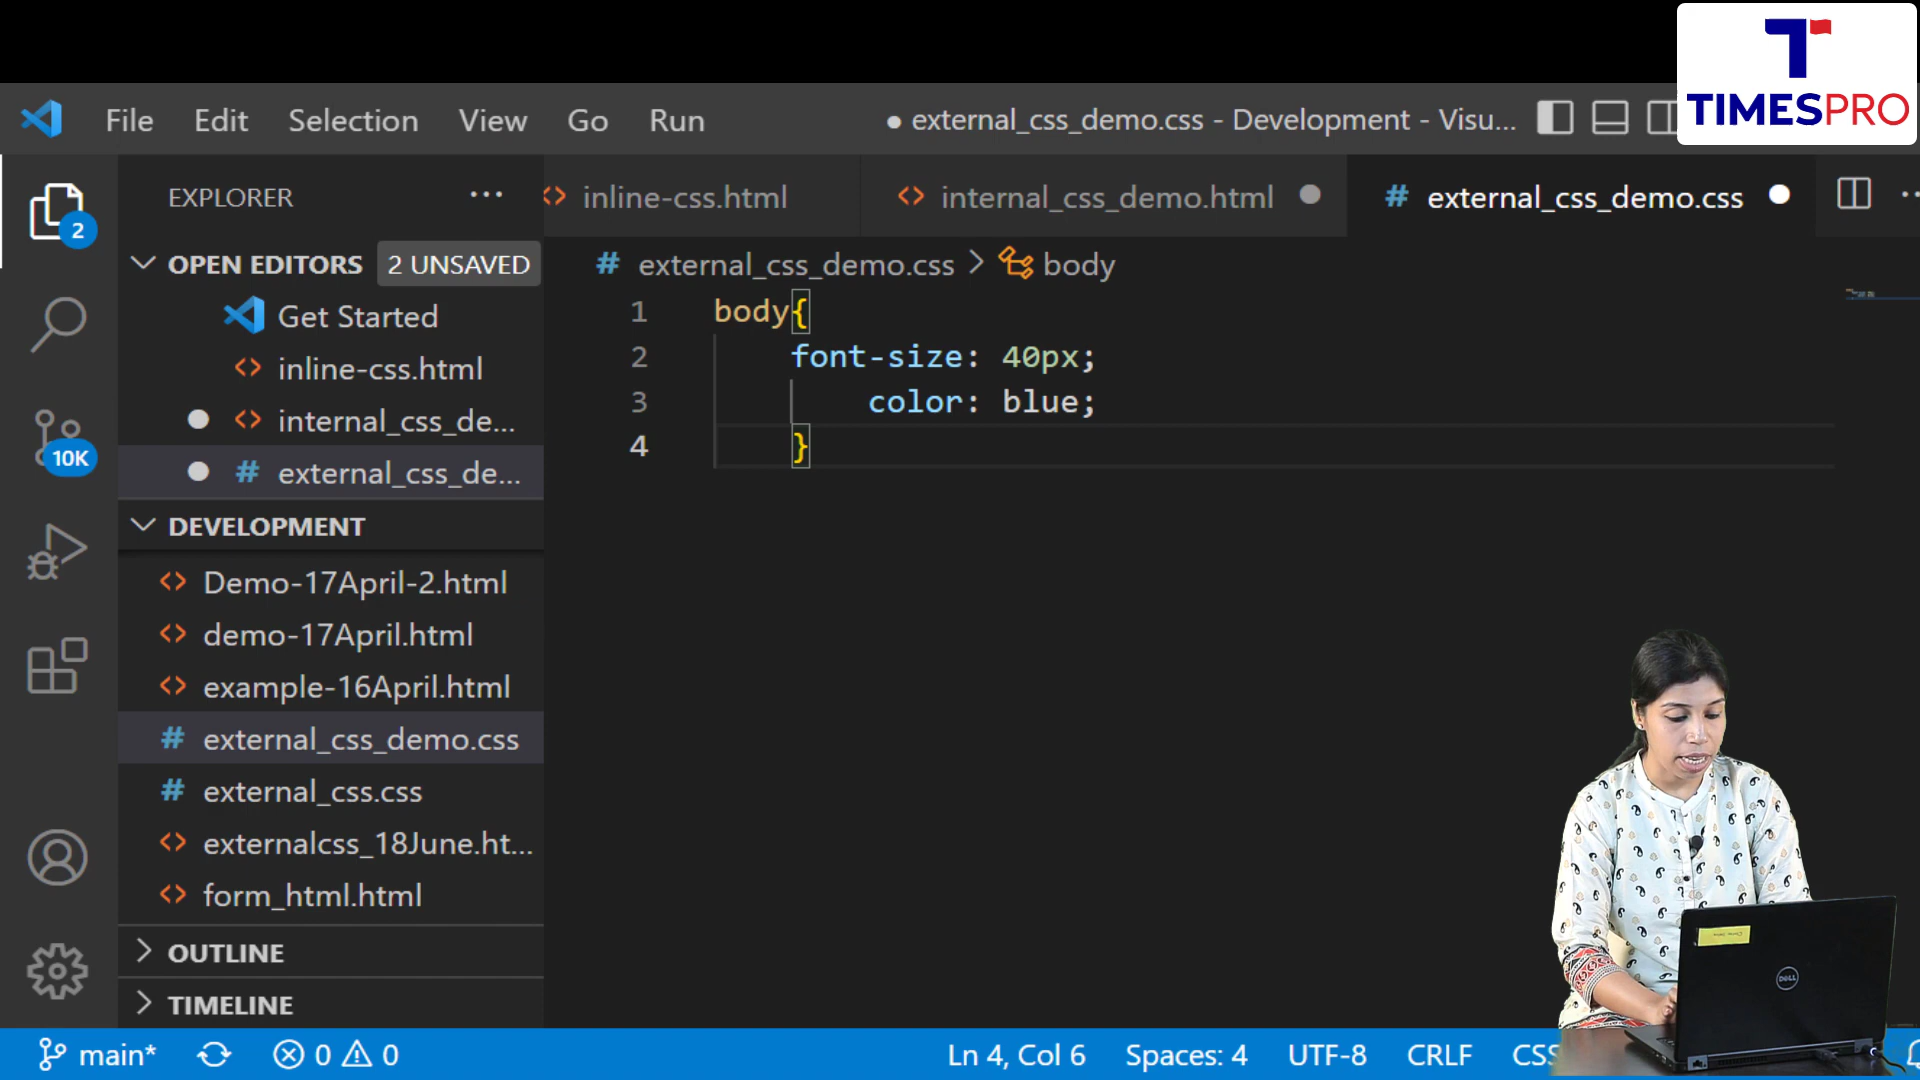 TIMESPRO
File Edit Selection View Go Run
● external_css_demo.css - Development - Visu...
EXPLORER
2
inline-css.html
internal_css_demo.html
# external_css_demo.css
OPEN EDITORS
2 UNSAVED
# external_css_demo.css > body
Get Started
inline-css.html
internal_css_de...
# external_css_de...
10K
1 body{
2 font-size: 40px;
3 color: blue;
4 }
DEVELOPMENT
Demo-17April-2.html
demo-17April.html
example-16April.html
# external_css_demo.css
# external_css.css
externalcss_18June.ht...
form_html.html
OUTLINE
TIMELINE
DELL
main* 0 0 Ln 4, Col 6 Spaces: 4 UTF-8 CRLF CSS